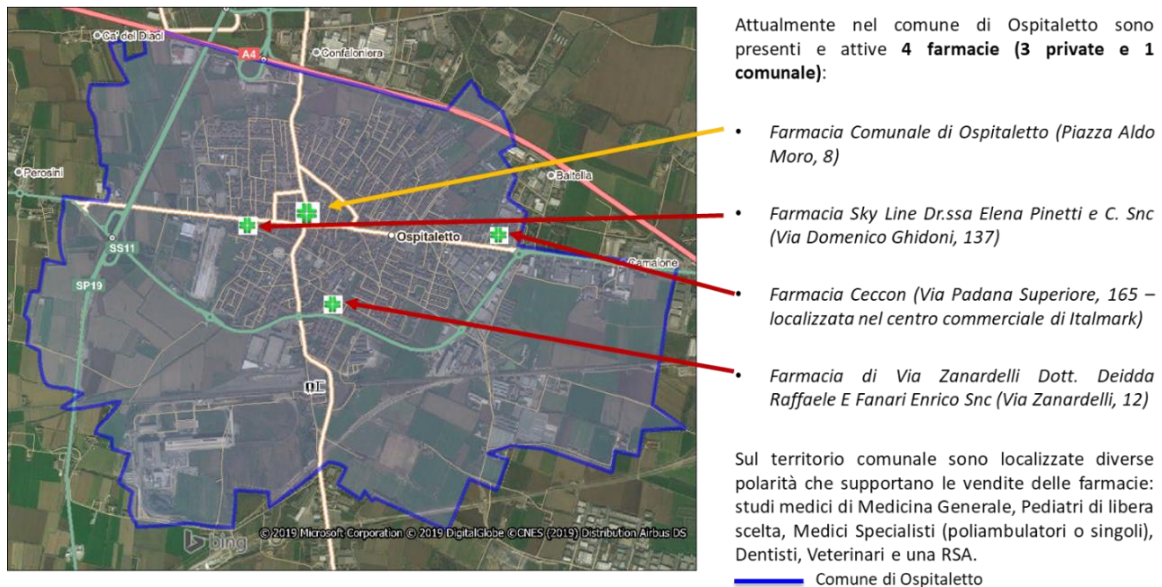 Ca' dei Diaol
A4
Confaloniera
Perosini
Baitella
Ospitaletto
SS11
Camaione
SP19
© 2019 Microsoft Corporation © 2019 DigitalGlobe ©CNES (2019) Distribution Airbus DS
bing
Attualmente nel comune di Ospitaletto sono
presenti e attive 4 farmacie (3 private e 1
comunale):
• Farmacia Comunale di Ospitaletto (Piazza Aldo
Moro, 8)
• Farmacia Sky Line Dr.ssa Elena Pinetti e C. Snc
(Via Domenico Ghidoni, 137)
• Farmacia Ceccon (Via Padana Superiore, 165 –
localizzata nel centro commerciale di Italmark)
• Farmacia di Via Zanardelli Dott. Deidda
Raffaele E Fanari Enrico Snc (Via Zanardelli, 12)
Sul territorio comunale sono localizzate diverse
polarità che supportano le vendite delle farmacie:
studi medici di Medicina Generale, Pediatri di libera
scelta, Medici Specialisti (poliambulatori o singoli),
Dentisti, Veterinari e una RSA.
Comune di Ospitaletto